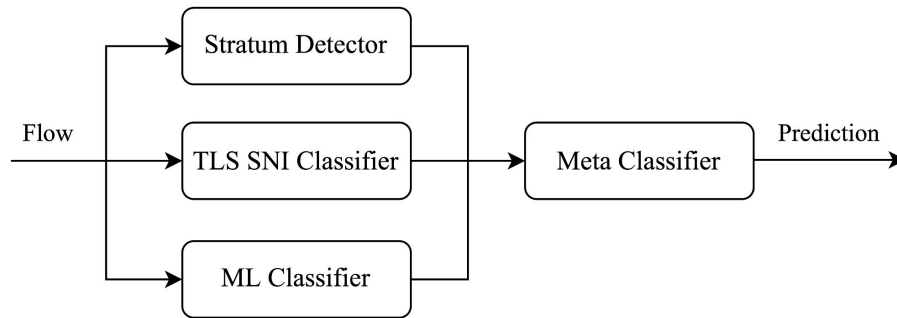 Stratum Detector
Flow
TLS SNI Classifier
ML Classifier
Meta Classifier
Prediction